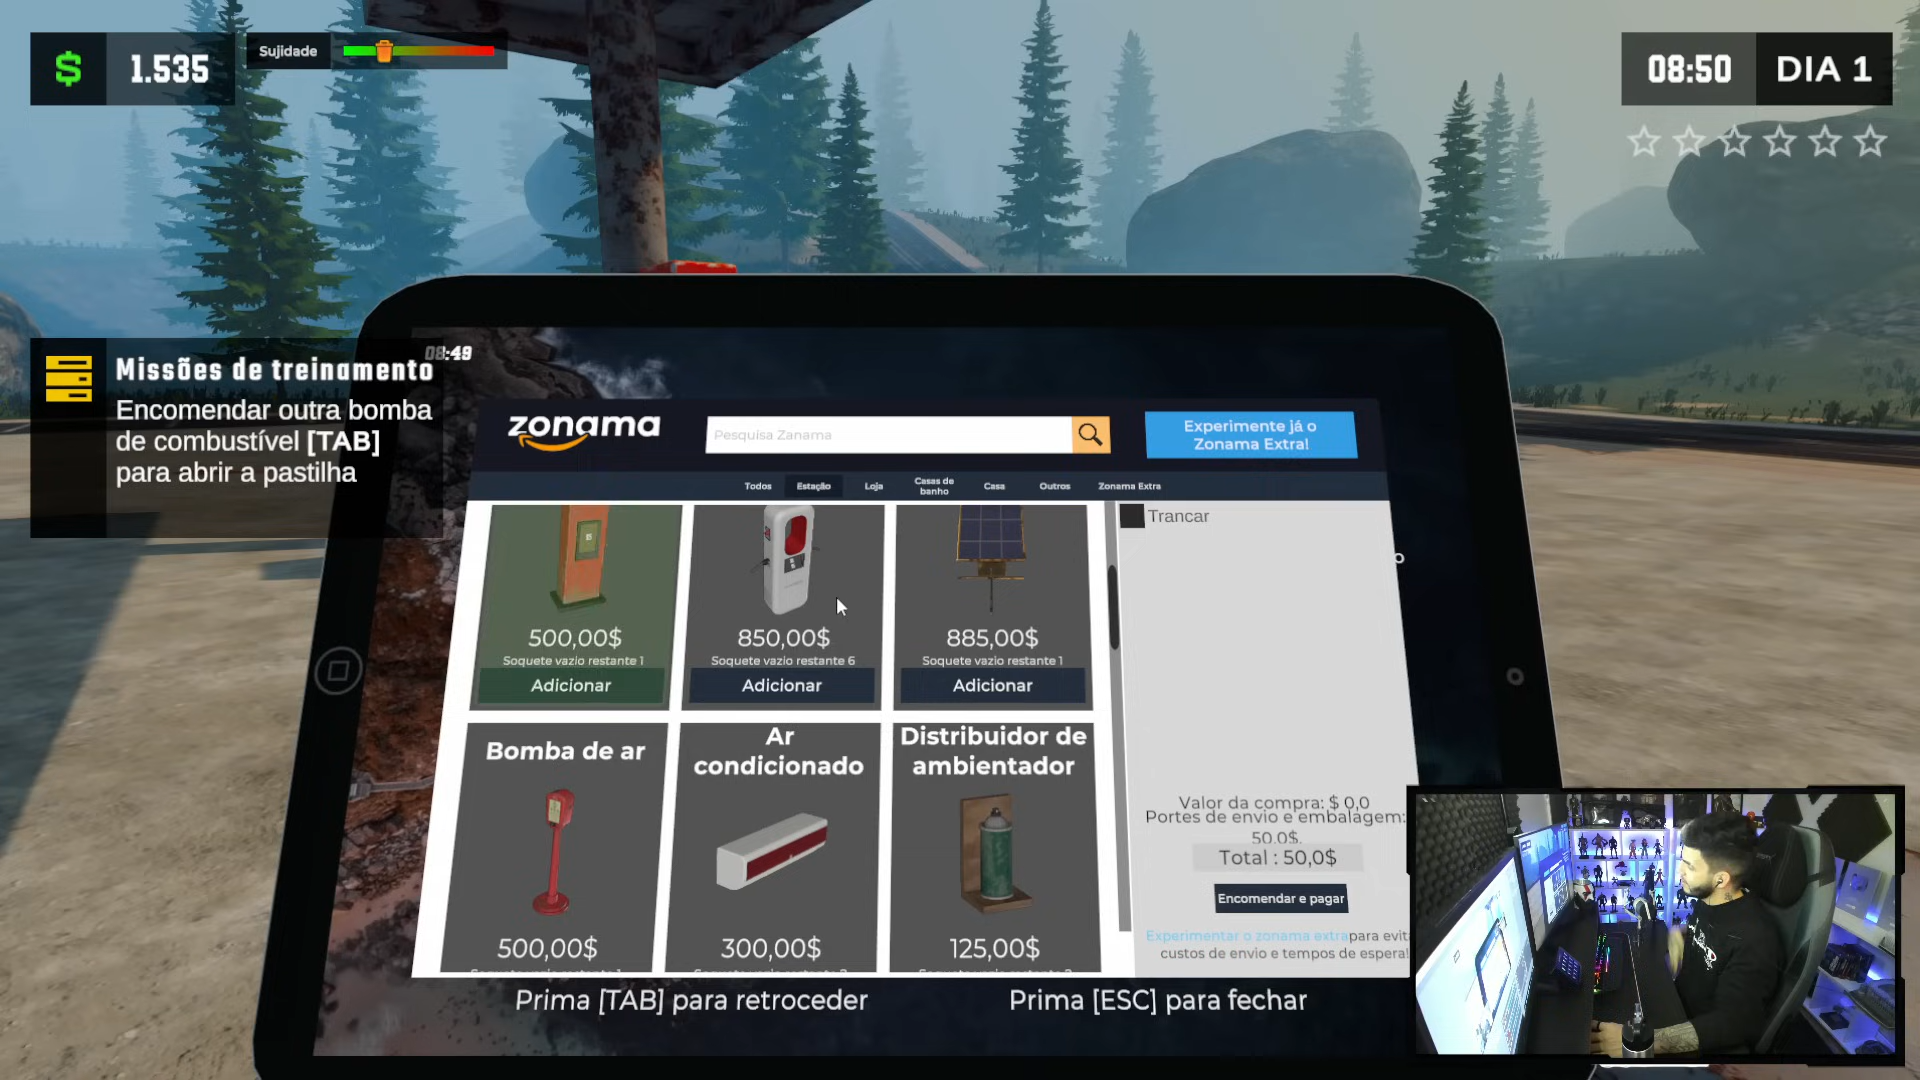 $ 1.535
Sujidade
08:50 DIA 1
Missões de treinamento
Encomendar outra bomba
de combustível [TAB]
para abrir a pastilha
08:49
zonama
Pesquisa Zanama
Experimente já o
Zonama Extra!
Todos
Estação
Loja
Casas de
banho
Casa
Outros
Zonama Extra
Trancar
500,00$
Soquete vazio restante 1
Adicionar
850,00$
Soquete vazio restante 6
Adicionar
885,00$
Soquete vazio restante 1
Adicionar
Bomba de ar
500,00$
Ar
condicionado
300,00$
Distribuidor de
ambientador
125,00$
Valor da compra: $ 0,0
Portes de envio e embalagem:
50,0$.
Total : 50,0$
Encomendar e pagar
Experimentar o zonama extra para evita
custos de envio e tempos de espera!
Prima [TAB] para retroceder
Prima [ESC] para fechar